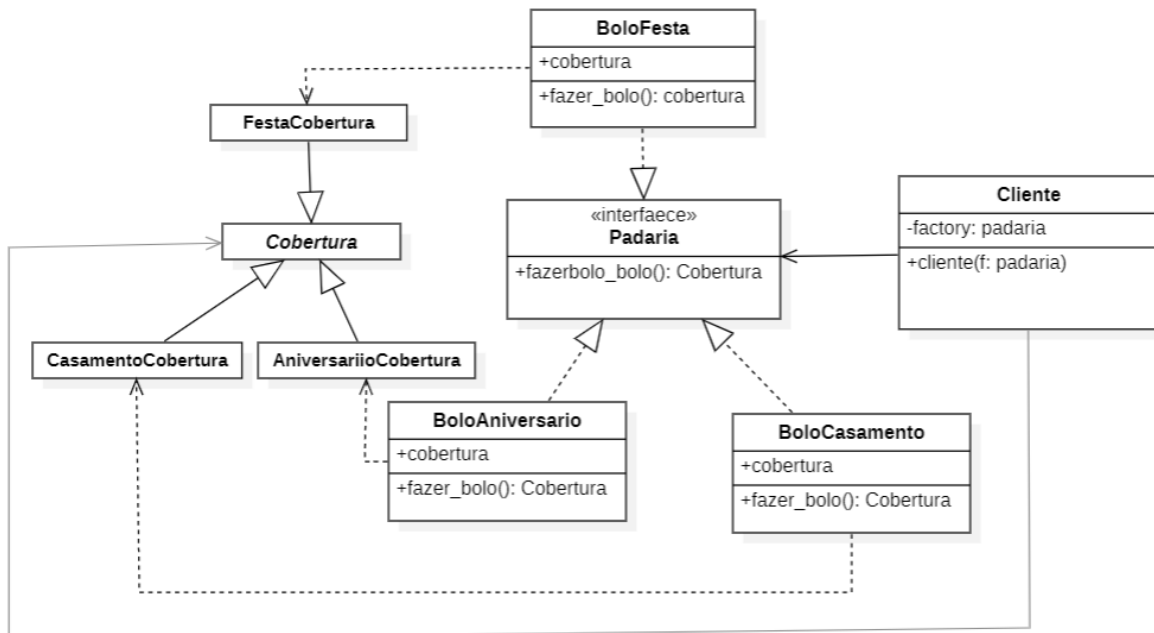 BoloFesta
+cobertura
+fazer_bolo(): cobertura
FestaCobertura
Cobertura
«interfaece»
Padaria
+fazerbolo_bolo(): Cobertura
Cliente
-factory: padaria
+cliente(f: padaria)
CasamentoCobertura
AniversariioCobertura
BoloAniversario
+cobertura
+fazer_bolo(): Cobertura
BoloCasamento
+cobertura
+fazer_bolo(): Cobertura